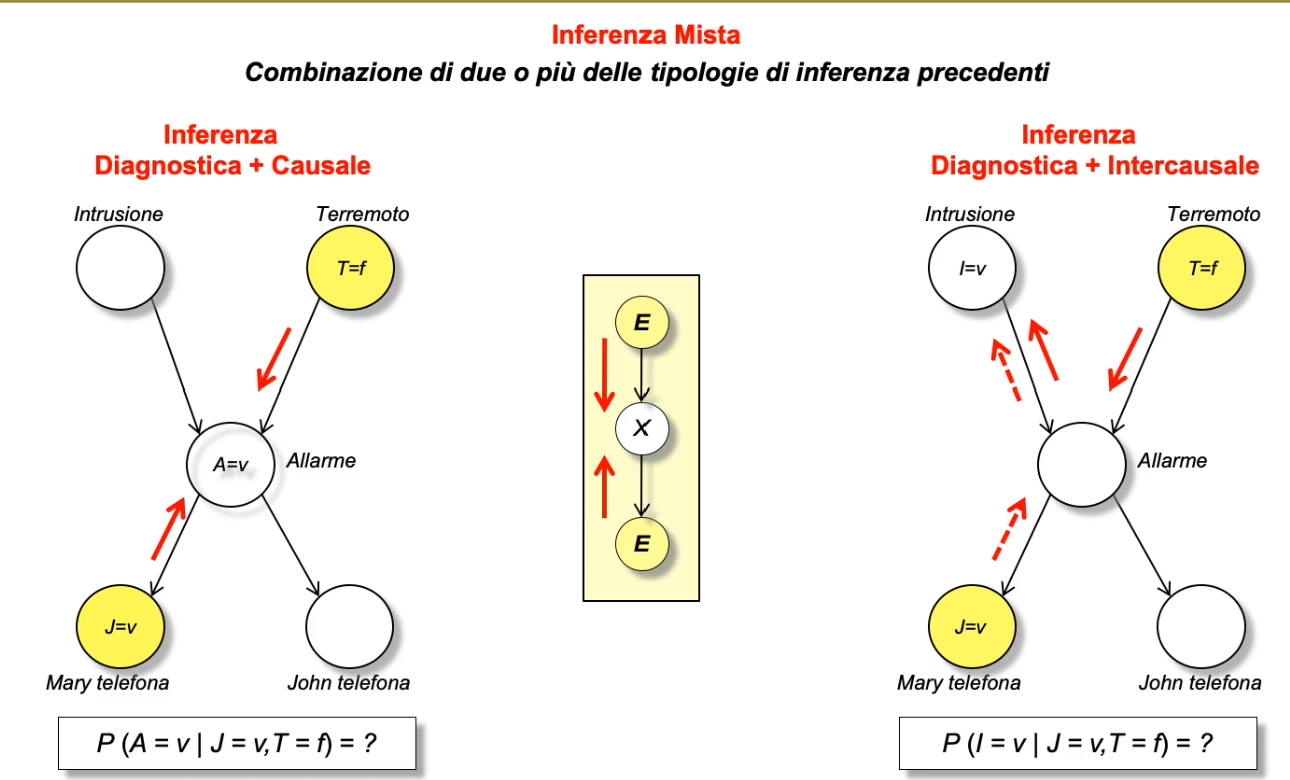 Inferenza Mista
Combinazione di due o più delle tipologie di inferenza precedenti
Inferenza
Diagnostica + Causale
Intrusione
Terremoto
T=f
A=v
Allarme
J=v
Mary telefona
John telefona
P (A = v | J = v,T = f) = ?
E
X
E
Inferenza
Diagnostica + Intercausale
Intrusione
Terremoto
I=v
T=f
Allarme
J=v
Mary telefona
John telefona
P (I = v | J = v,T = f) = ?